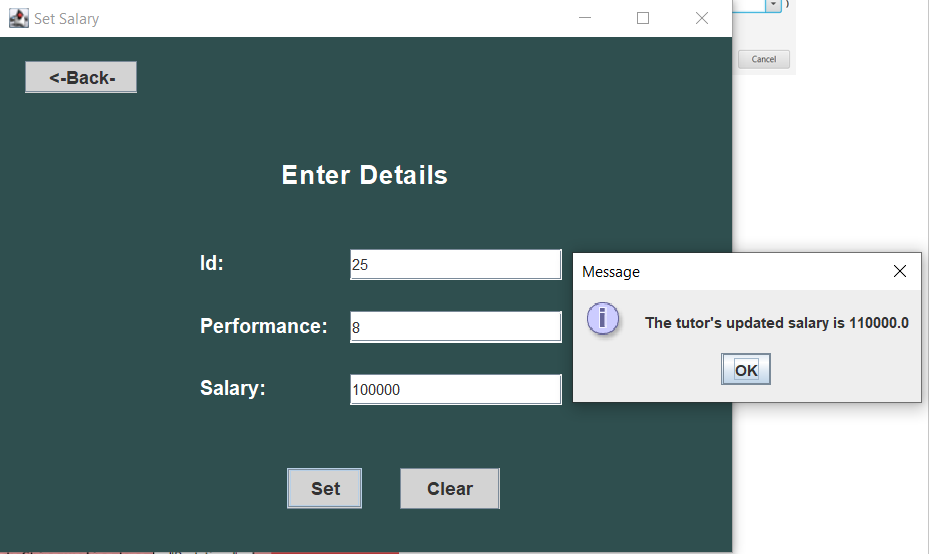 Set Salary
)
Cancel
<-Back-
Enter Details
Id:
25
Performance:
8
Salary:
100000
Set
Clear
Message
The tutor's updated salary is 110000.0
OK